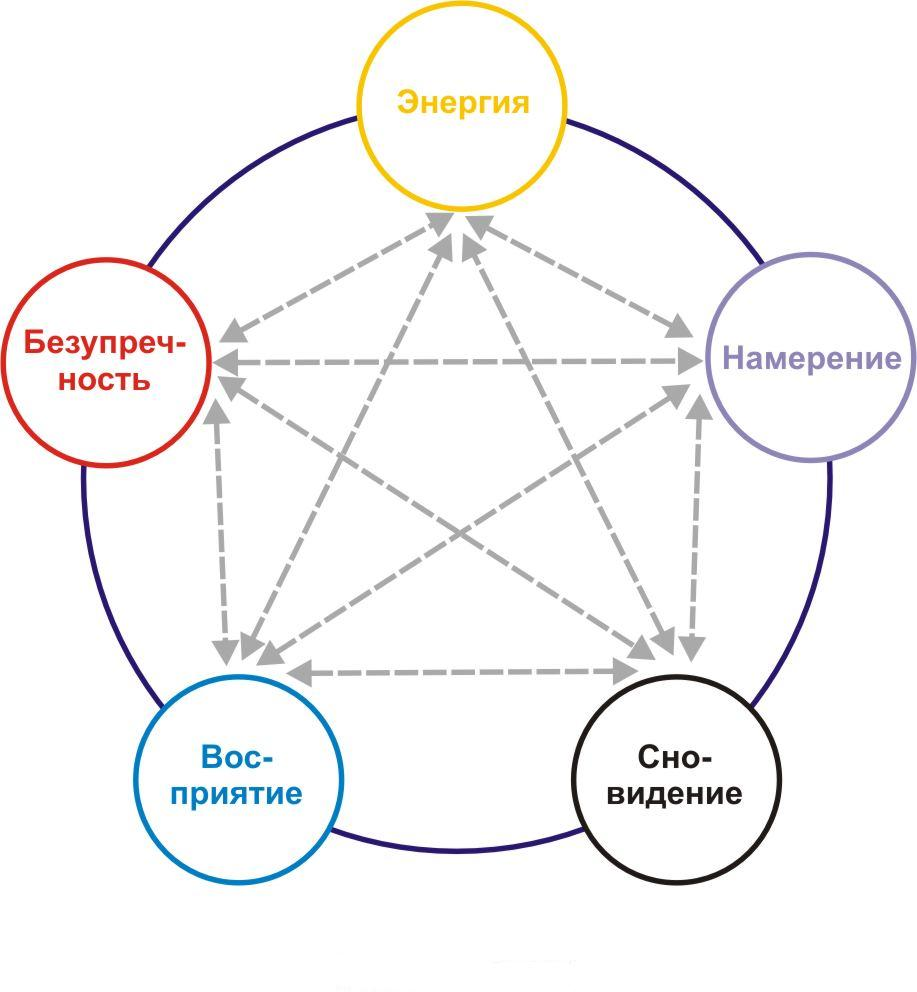 Энергия
Безупреч-
ность
Намерение
Вос-
приятие
Сно-
видение